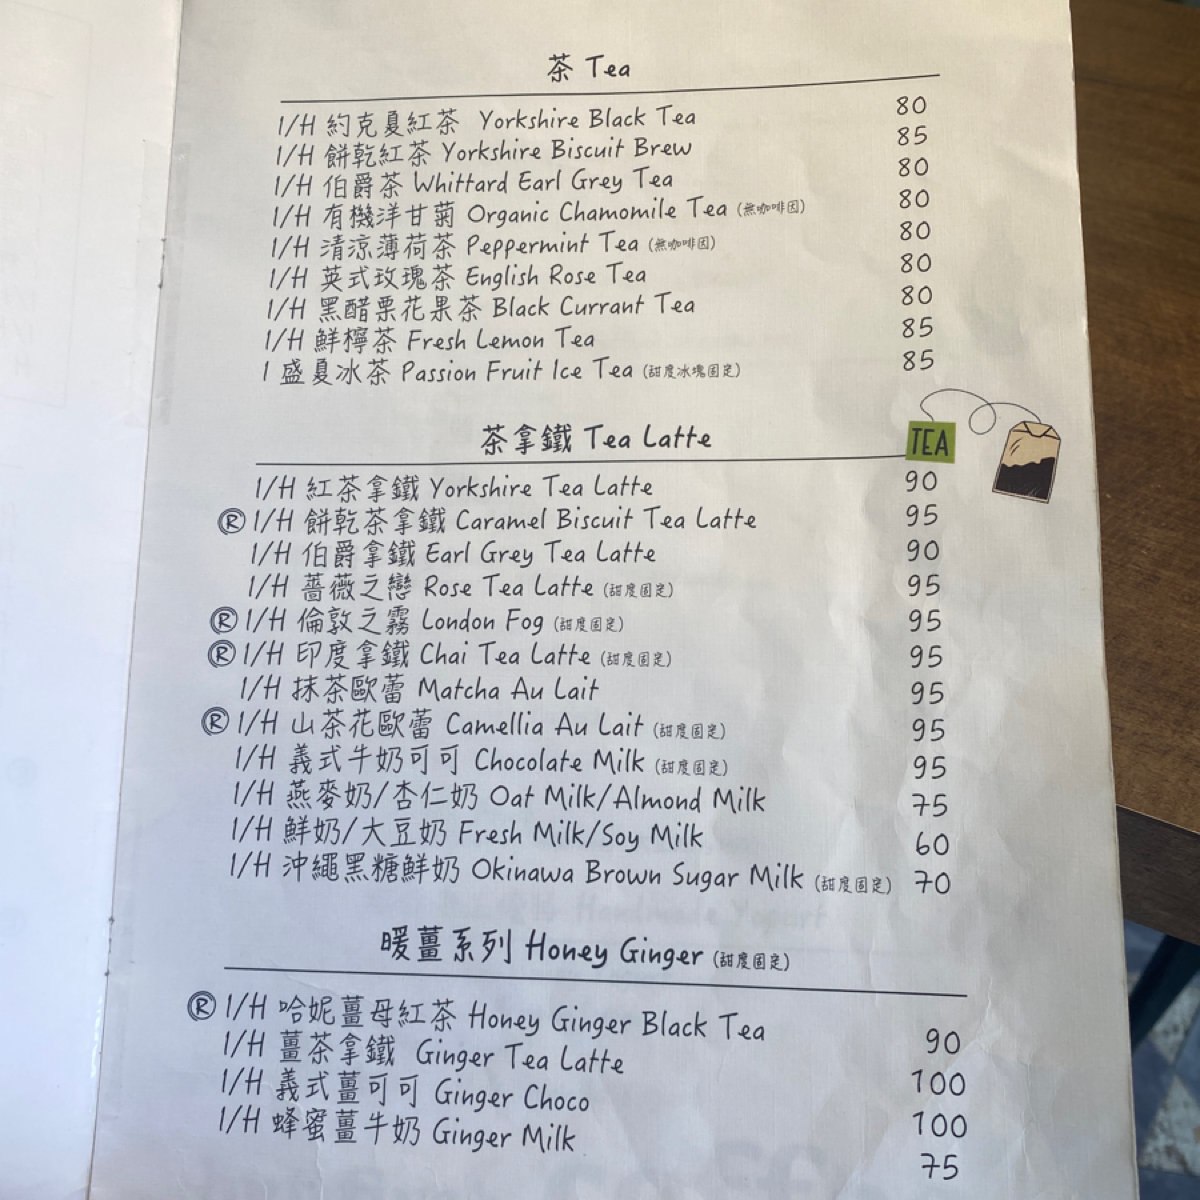 茶 Tea
I/H 約克夏紅茶 Yorkshire Black Tea 80
I/H 餅乾紅茶 Yorkshire Biscuit Brew 85
I/H 伯爵茶 Whittard Earl Grey Tea 80
I/H 有機洋甘菊 Organic Chamomile Tea (無咖啡因) 80
I/H 清涼薄荷茶 Peppermint Tea (無咖啡因) 80
I/H 英式玫瑰茶 English Rose Tea 80
I/H 黑醋栗花果茶 Black Currant Tea 80
I/H 鮮檸茶 Fresh Lemon Tea 85
I 盛夏冰茶 Passion Fruit Ice Tea (甜度冰塊固定) 85
茶拿鐵 Tea Latte
TEA
I/H 紅茶拿鐵 Yorkshire Tea Latte 90
Ⓡ I/H 餅乾茶拿鐵 Caramel Biscuit Tea Latte 95
I/H 伯爵拿鐵 Earl Grey Tea Latte 90
I/H 薔薇之戀 Rose Tea Latte (甜度固定) 95
Ⓡ I/H 倫敦之霧 London Fog (甜度固定) 95
Ⓡ I/H 印度拿鐵 Chai Tea Latte (甜度固定) 95
I/H 抹茶歐蕾 Matcha Au Lait 95
Ⓡ I/H 山茶花歐蕾 Camellia Au Lait (甜度固定) 95
I/H 義式牛奶可可 Chocolate Milk (甜度固定) 95
I/H 燕麥奶/杏仁奶 Oat Milk/Almond Milk 75
I/H 鮮奶/大豆奶 Fresh Milk/Soy Milk 60
I/H 沖繩黑糖鮮奶 Okinawa Brown Sugar Milk (甜度固定) 70
暖薑系列 Honey Ginger (甜度固定)
Ⓡ I/H 哈妮薑母紅茶 Honey Ginger Black Tea 90
I/H 薑茶拿鐵 Ginger Tea Latte 100
I/H 義式薑可可 Ginger Choco 100
I/H 蜂蜜薑牛奶 Ginger Milk 75